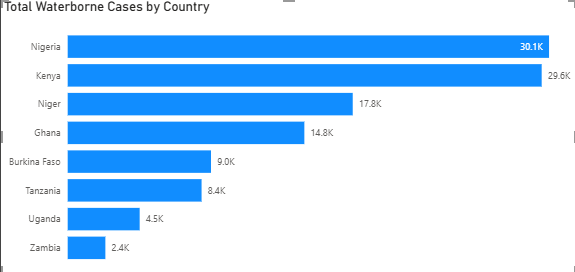 Total Waterborne Cases by Country
Nigeria 30.1K
Kenya 29.6K
Niger 17.8K
Ghana 14.8K
Burkina Faso 9.0K
Tanzania 8.4K
Uganda 4.5K
Zambia 2.4K